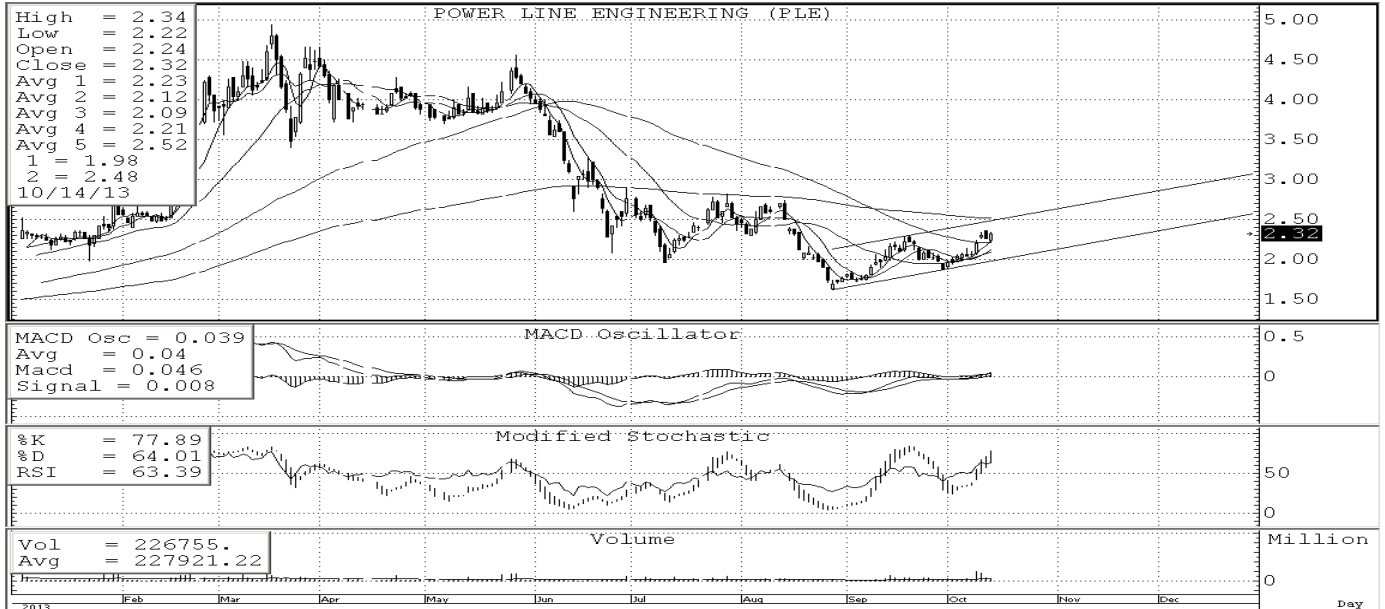 POWER LINE ENGINEERING (PLE)
High = 2.34
Low = 2.22
Open = 2.24
Close = 2.32
Avg 1 = 2.23
Avg 2 = 2.12
Avg 3 = 2.09
Avg 4 = 2.21
Avg 5 = 2.52
1 = 1.98
2 = 2.48
10/14/13
5.00
4.50
4.00
3.50
3.00
2.50
2.32
2.00
1.50
MACD Oscillator
MACD Osc = 0.039
Avg = 0.04
Macd = 0.046
Signal = 0.008
0.5
0
Modified Stochastic
%K = 77.89
%D = 64.01
RSI = 63.39
50
0
Volume
Vol = 226755.
Avg = 227921.22
Million
0
Feb Mar Apr May Jun Jul Aug Sep Oct Nov Dec
2013 Day